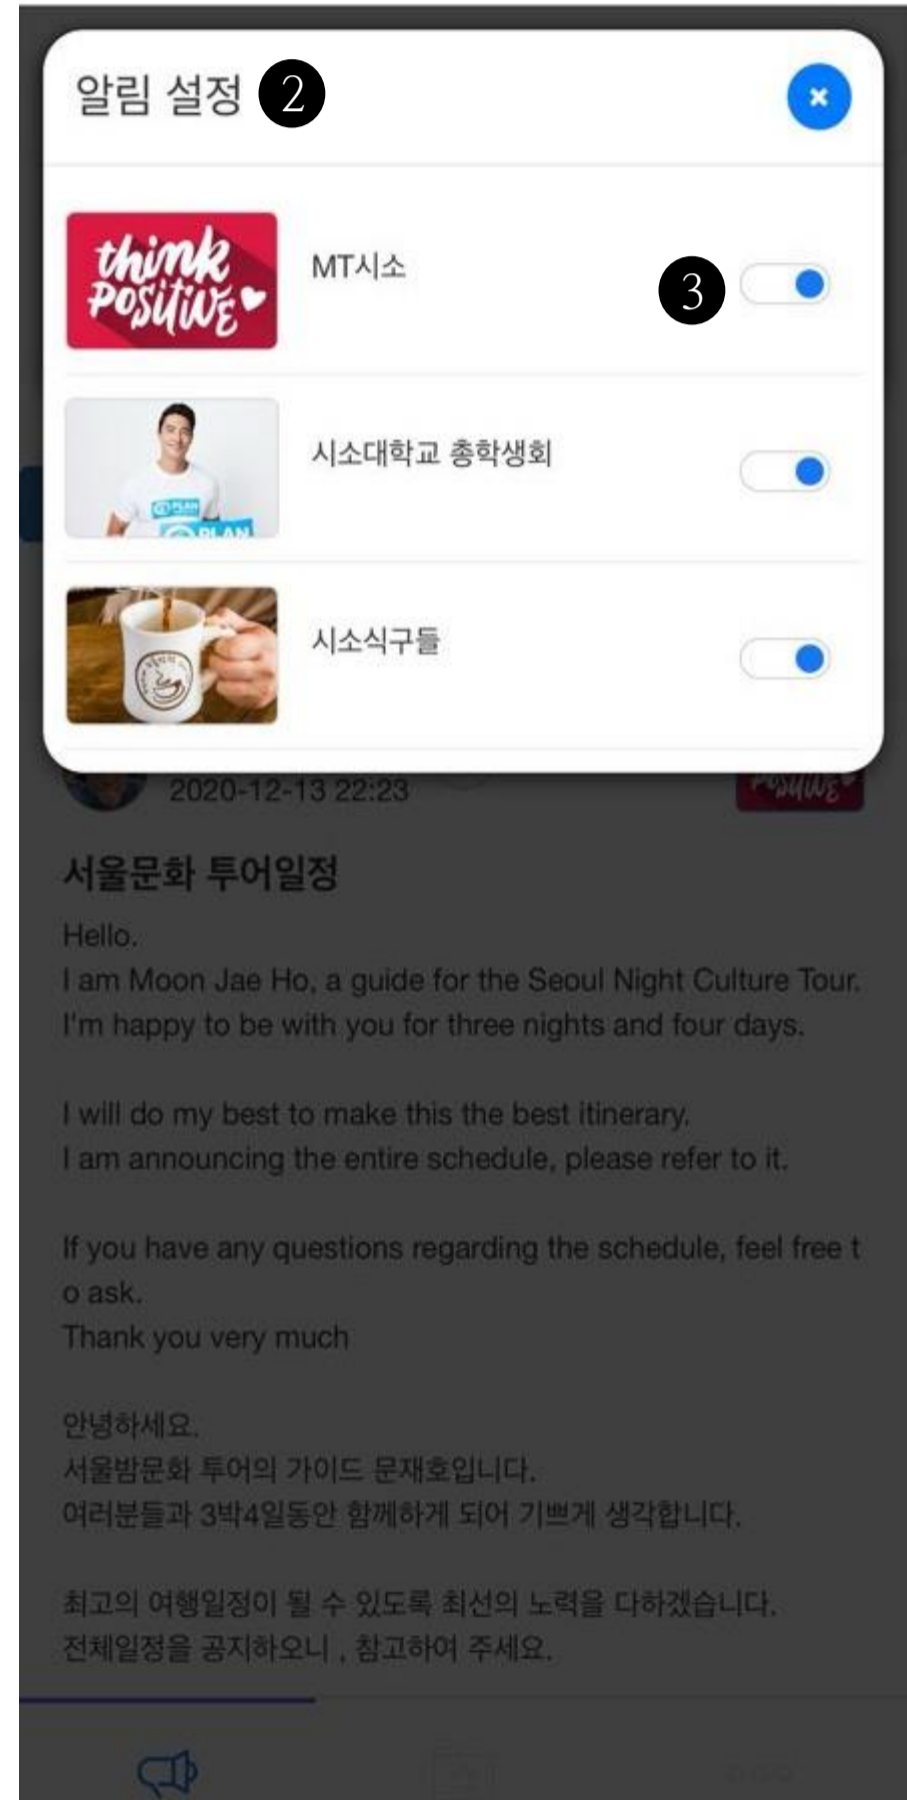 알림 설정 2
think
POSITIVE
MT시소
3
시소대학교 총학생회
PLAN
PLAN
시소식구들
2020-12-13 22:23
POSITIVE
서울문화 투어일정
Hello.
I am Moon Jae Ho, a guide for the Seoul Night Culture Tour.
I'm happy to be with you for three nights and four days.
I will do my best to make this the best itinerary.
I am announcing the entire schedule, please refer to it.
If you have any questions regarding the schedule, feel free t
o ask.
Thank you very much
안녕하세요.
서울밤문화 투어의 가이드 문재호입니다.
여러분들과 3박4일동안 함께하게 되어 기쁘게 생각합니다.
최고의 여행일정이 될 수 있도록 최선의 노력을 다하겠습니다.
전체일정을 공지하오니 , 참고하여 주세요.